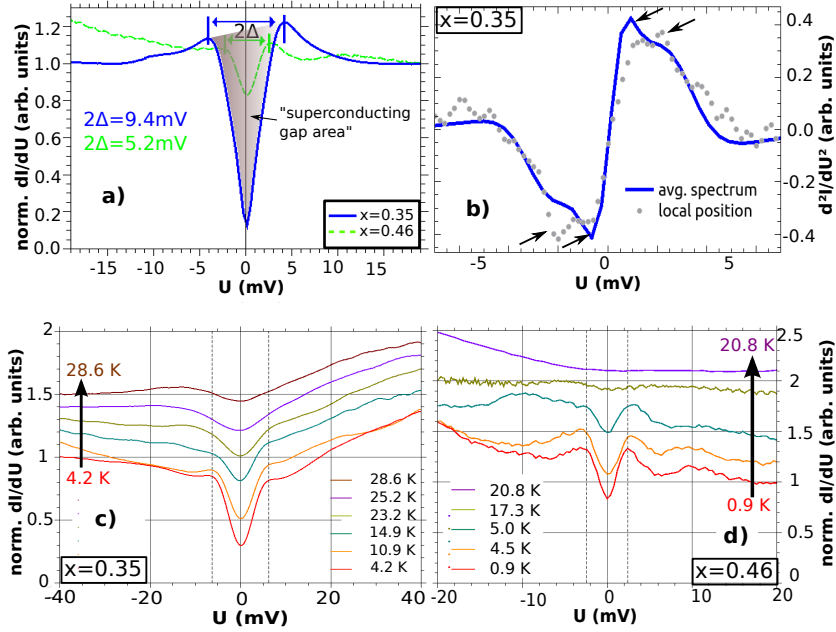 a)
2Δ
2Δ=9.4mV
2Δ=5.2mV
"superconducting
gap area"
x=0.35
x=0.46
norm. dI/dU (arb. units)
0.0
0.2
0.4
0.6
0.8
1.0
1.2
-15 -10 -5 0 5 10 15
U (mV)
x=0.35
b)
avg. spectrum
local position
d²I/dU² (arb. units)
0.4
0.2
0.0
-0.2
-0.4
-5 0 5
U (mV)
28.6 K
4.2 K
c)
x=0.35
28.6 K
25.2 K
23.2 K
14.9 K
10.9 K
4.2 K
norm. dI/dU (arb. units)
2
1.5
1
0.5
0
-40 -20 0 20 40
U (mV)
20.8 K
0.9 K
d)
x=0.46
20.8 K
17.3 K
5.0 K
4.5 K
0.9 K
norm. dI/dU (arb. units)
2.5
2
1.5
1
0.5
0
-20 -10 0 10 20
U (mV)